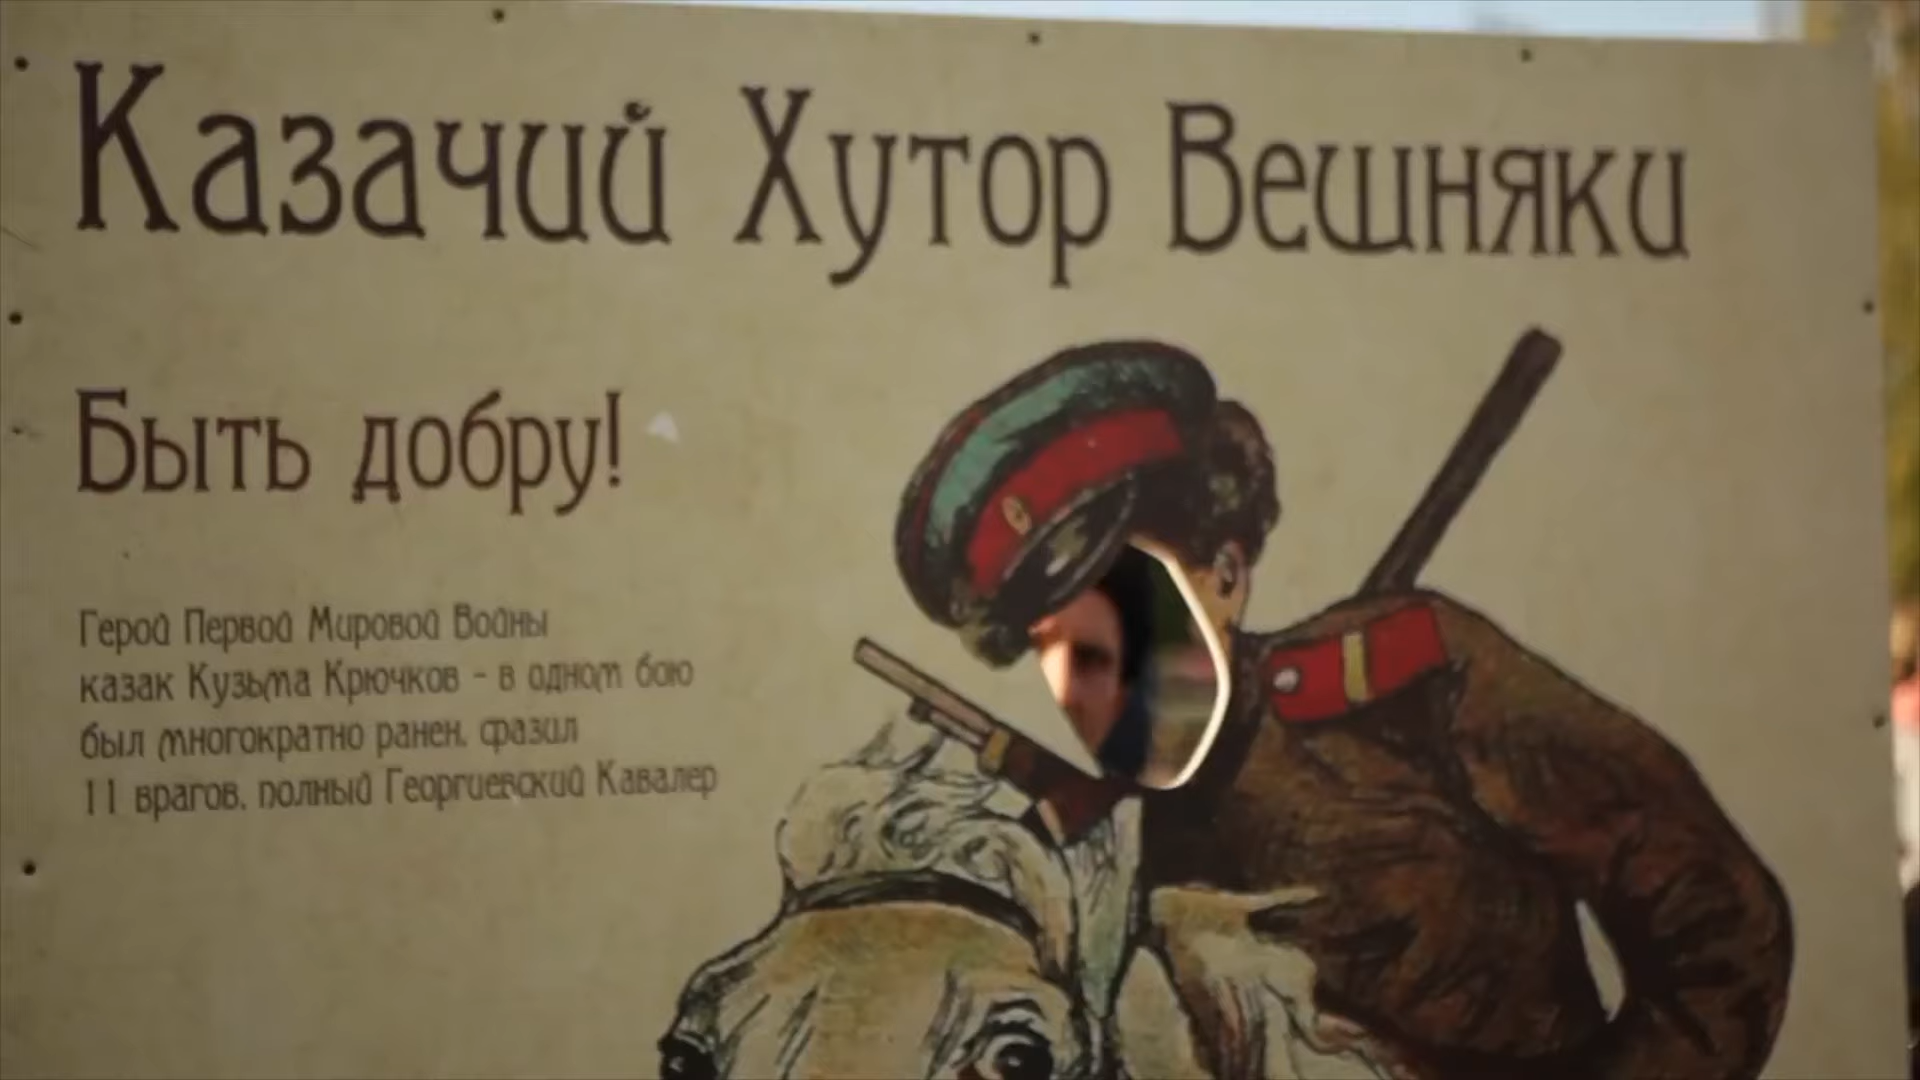 Казачий Хутор Вешняки
Быть добру!
Герой Первой Мировой Войны
казак Кузьма Крючков - в одном бою
был многократно ранен. сразил
11 врагов. полный Георгиевский Кавалер